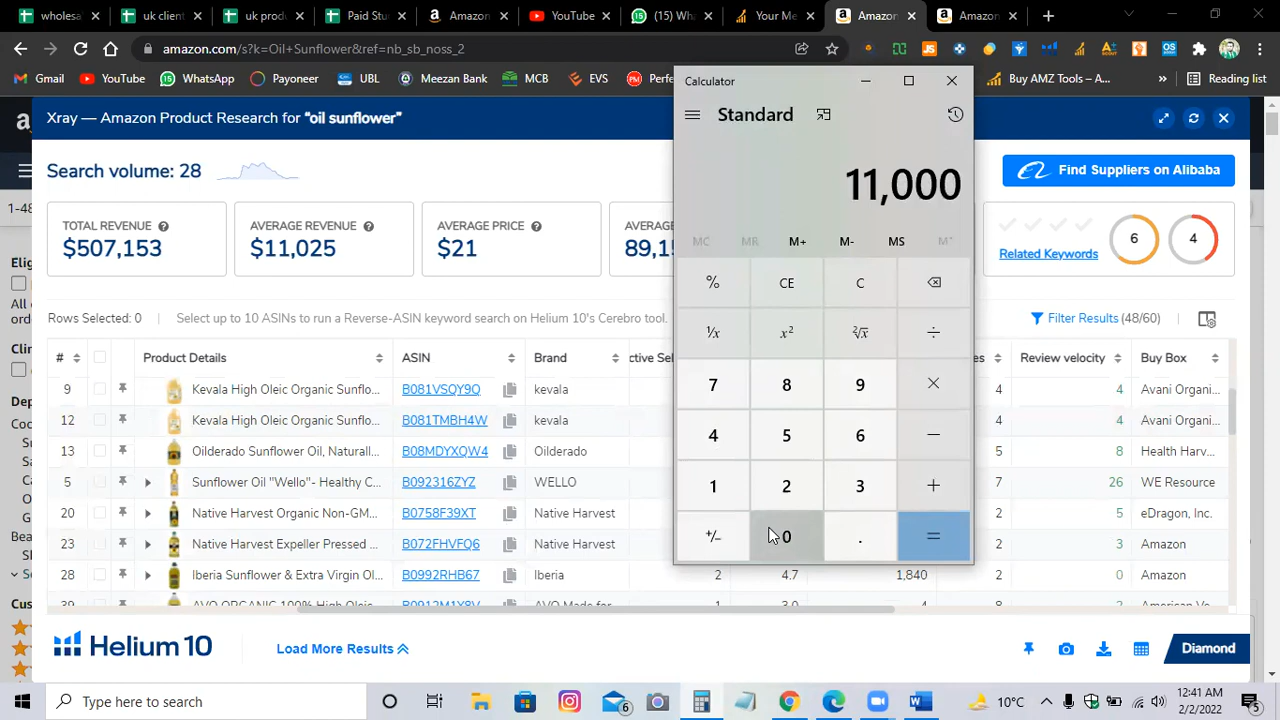 client h
uk prod
a client
uk prod
Amazon
YouTube
(15) Wha
Your Me
Amazon
Amazon
amazon.com/s?k=Oil+Sunflower&ref=nb_sb_noss_2
Gmail
YouTube
WhatsApp
Payoneer
UBL
Meezan Bank
MCB
EVS
Buy AMZ Tools – A...
Reading list
Xray — Amazon Product Research for “oil sunflower”
Search volume: 28
Find Suppliers on Alibaba
TOTAL REVENUE
$507,153
AVERAGE REVENUE
$11,025
AVERAGE PRICE
$21
AVERAGE
89,15
Related Keywords
6
4
Rows Selected: 0
Select up to 10 ASINs to run a Reverse-ASIN keyword search on Helium 10's Cerebro tool.
Filter Results (48/60)
# Product Details ASIN Brand ctive Sel Review velocity Buy Box
9 Kevala High Oleic Organic Sunflo... B081VSQY9Q kevala 4 4 Avani Organi...
12 Kevala High Oleic Organic Sunflo... B081TMBH4W kevala 4 4 Avani Organi...
13 Oilderado Sunflower Oil, Naturall... B08MDYXQW4 Oilderado 5 8 Health Harv...
5 Sunflower Oil "Wello"- Healthy C... B092316ZYZ WELLO 7 26 WE Resource
20 Native Harvest Organic Non-GM... B0758F39XT Native Harvest 2 5 eDragon, Inc.
23 Native Harvest Expeller Pressed ... B072FHVFQ6 Native Harvest 2 3 Amazon
28 Iberia Sunflower & Extra Virgin Ol... B0992RHB67 Iberia 2 4.7 1,840 2 0 Amazon
Helium 10
Load More Results
Diamond
Calculator
Standard
11,000
MC MR M+ M- MS
% CE C
¹/x x² ²√x ÷
7 8 9 ×
4 5 6 −
1 2 3 +
+/− 0 . =
Type here to search
6
10°C
12:41 AM
2/2/2022
5